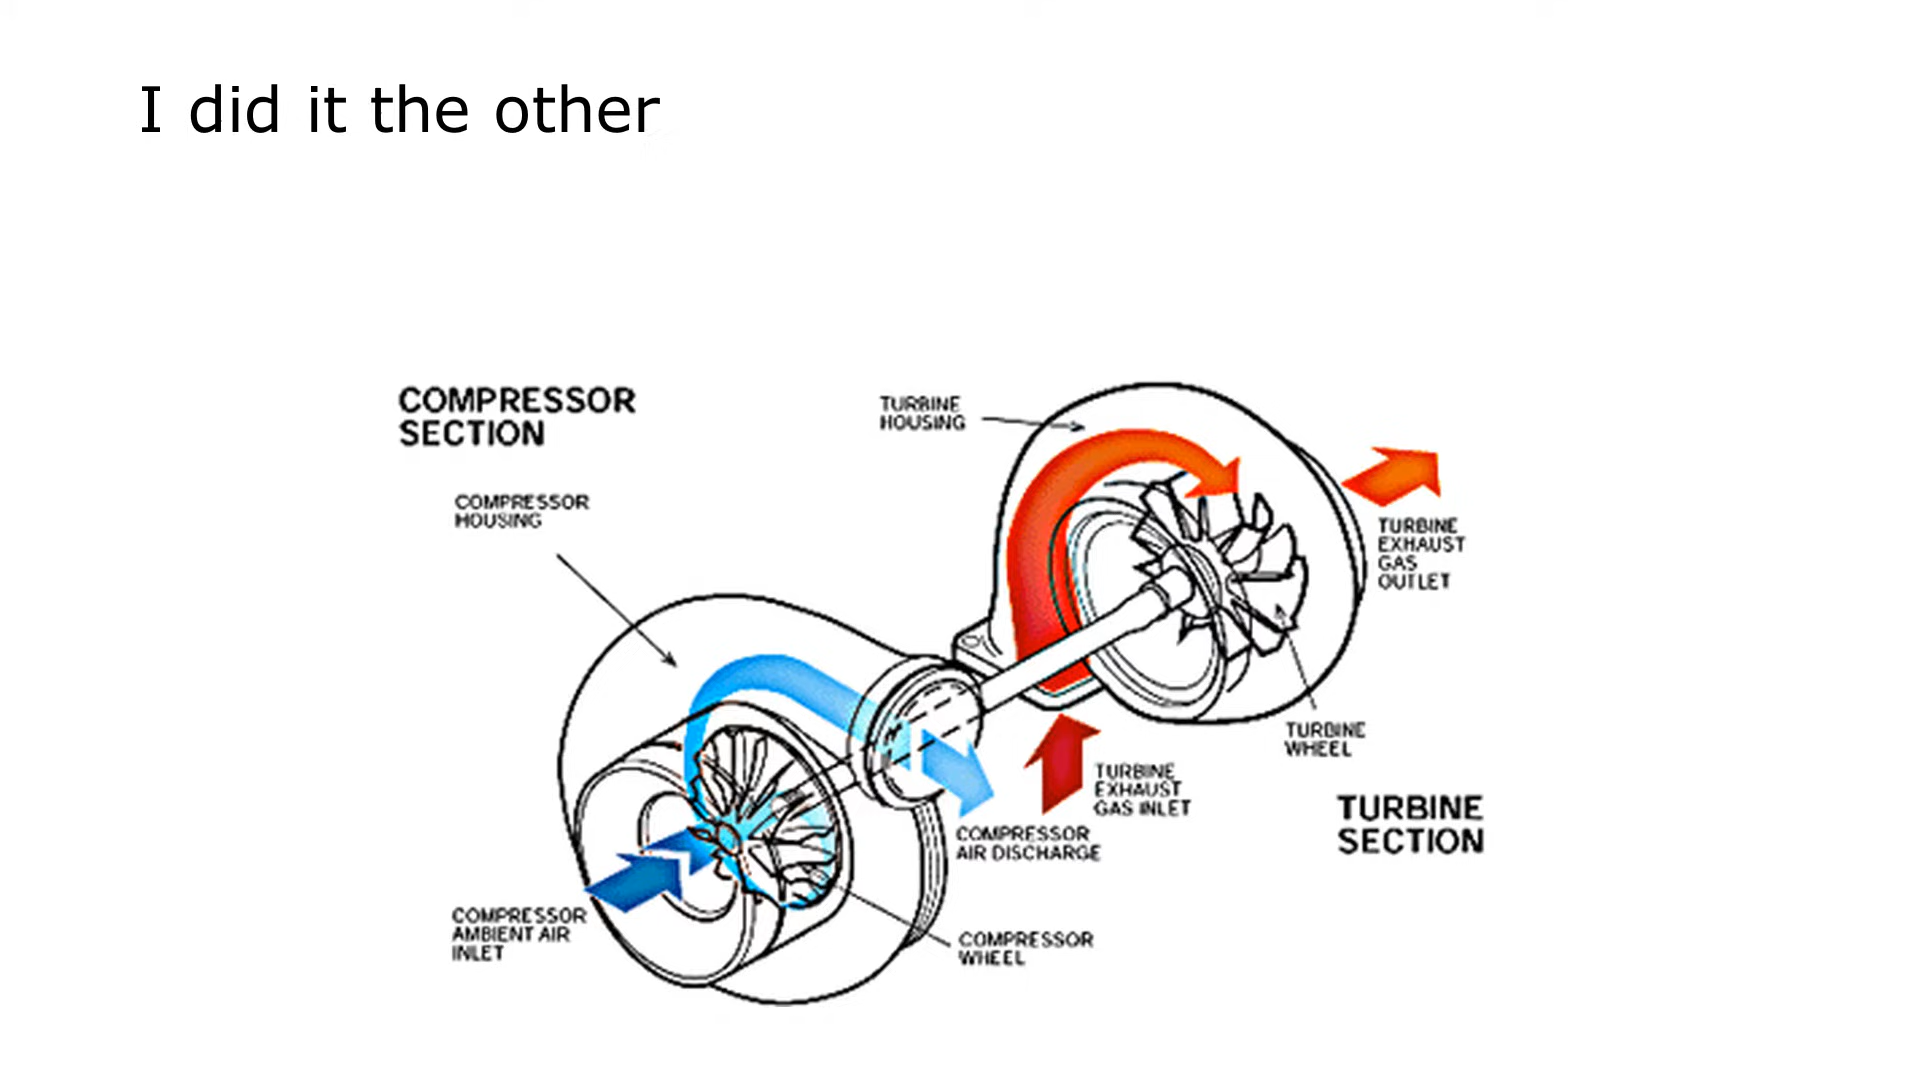 I did it the other
COMPRESSOR
SECTION
TURBINE
HOUSING
COMPRESSOR
HOUSING
TURBINE
EXHAUST
GAS
OUTLET
TURBINE
WHEEL
TURBINE
EXHAUST
GAS INLET
TURBINE
SECTION
COMPRESSOR
AIR DISCHARGE
COMPRESSOR
AMBIENT AIR
INLET
COMPRESSOR
WHEEL